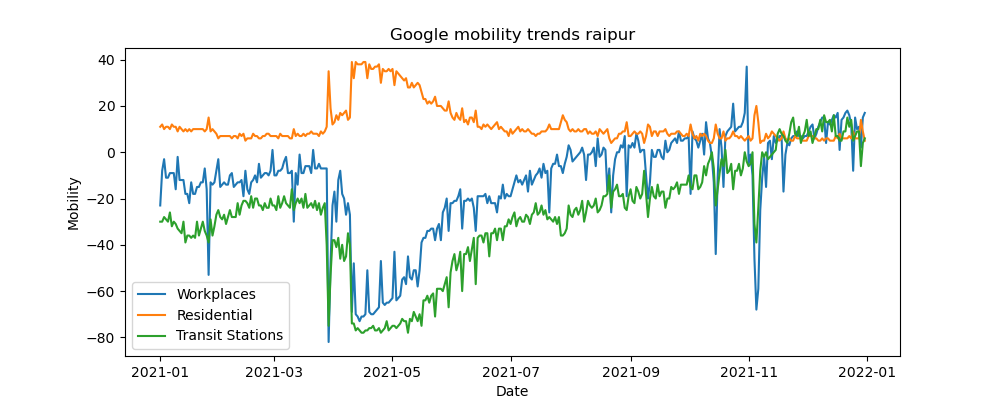 Google mobility trends raipur
Mobility
40
20
0
−20
−40
−60
−80
Workplaces
Residential
Transit Stations
2021-01 2021-03 2021-05 2021-07 2021-09 2021-11 2022-01
Date